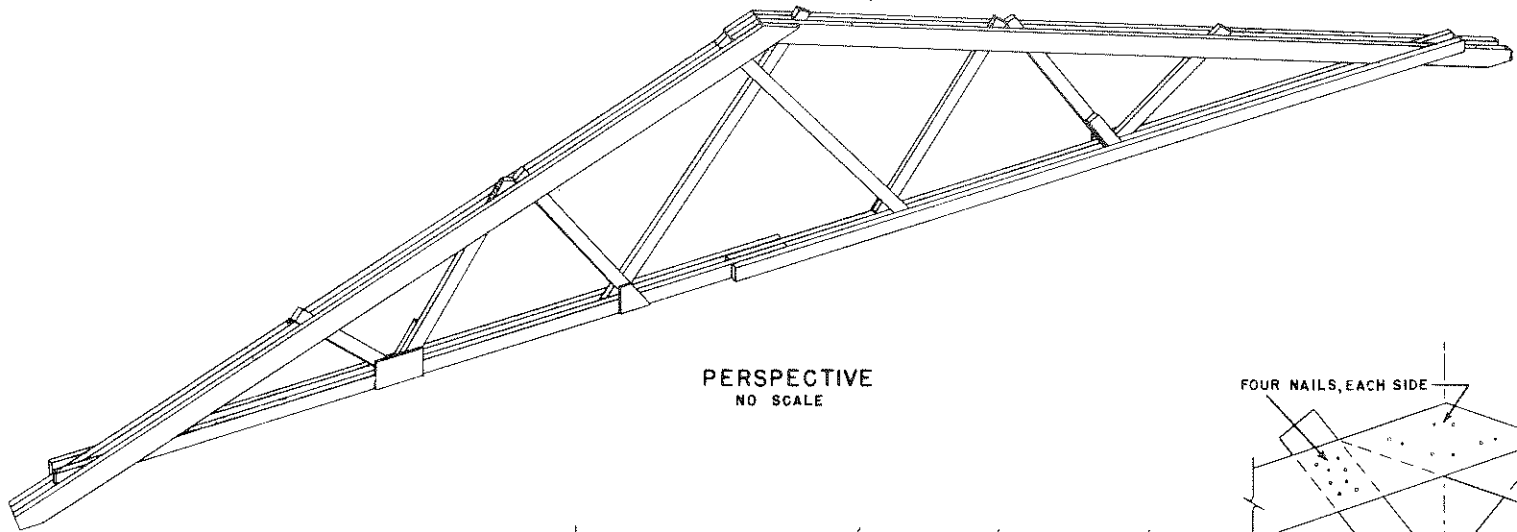 PERSPECTIVE
NO SCALE
FOUR NAILS, EACH SIDE